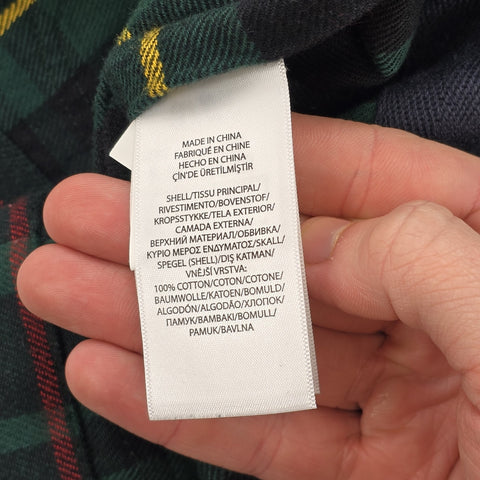 MADE IN CHINA
FABRIQUÉ EN CHINE
HECHO EN CHINA
ÇİN'DE ÜRETİLMİŞTİR
SHELL/TISSU PRINCIPAL/
RIVESTIMENTO/BOVENSTOF/
KROPSSTYKKE/TELA EXTERIOR/
CAMADA EXTERNA/
ВЕРХНИЙ МАТЕРИАЛ/ОБВИВКА/
ΚΥΡΙΟ ΜΕΡΟΣ ΕΝΔΥΜΑΤΟΣ/SKALL/
SPEGEL (SHELL)/DIŞ KATMAN/
VNĚJŠÍ VRSTVA:
100% COTTON/COTON/COTONE/
BAUMWOLLE/KATOEN/BOMULD/
ALGODÓN/ALGODÃO/ХЛОПОК/
ПАМУК/ΒΑΜΒΑΚΙ/BOMULL/
PAMUK/BAVLNA